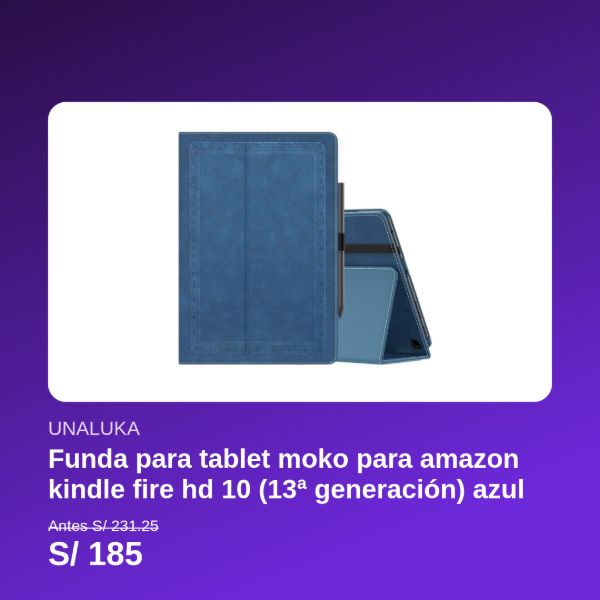 UNALUKA
Funda para tablet moko para amazon
kindle fire hd 10 (13ª generación) azul
Antes S/ 231.25
S/ 185